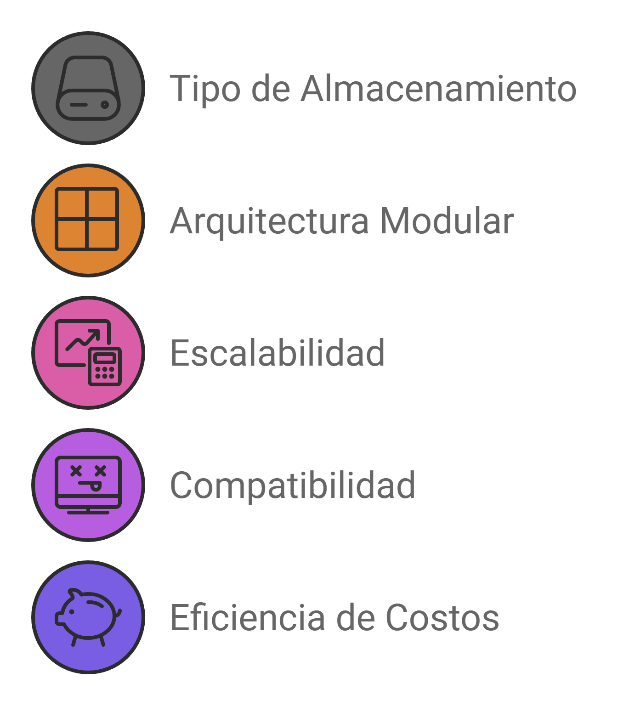 Tipo de Almacenamiento
Arquitectura Modular
Escalabilidad
Compatibilidad
Eficiencia de Costos